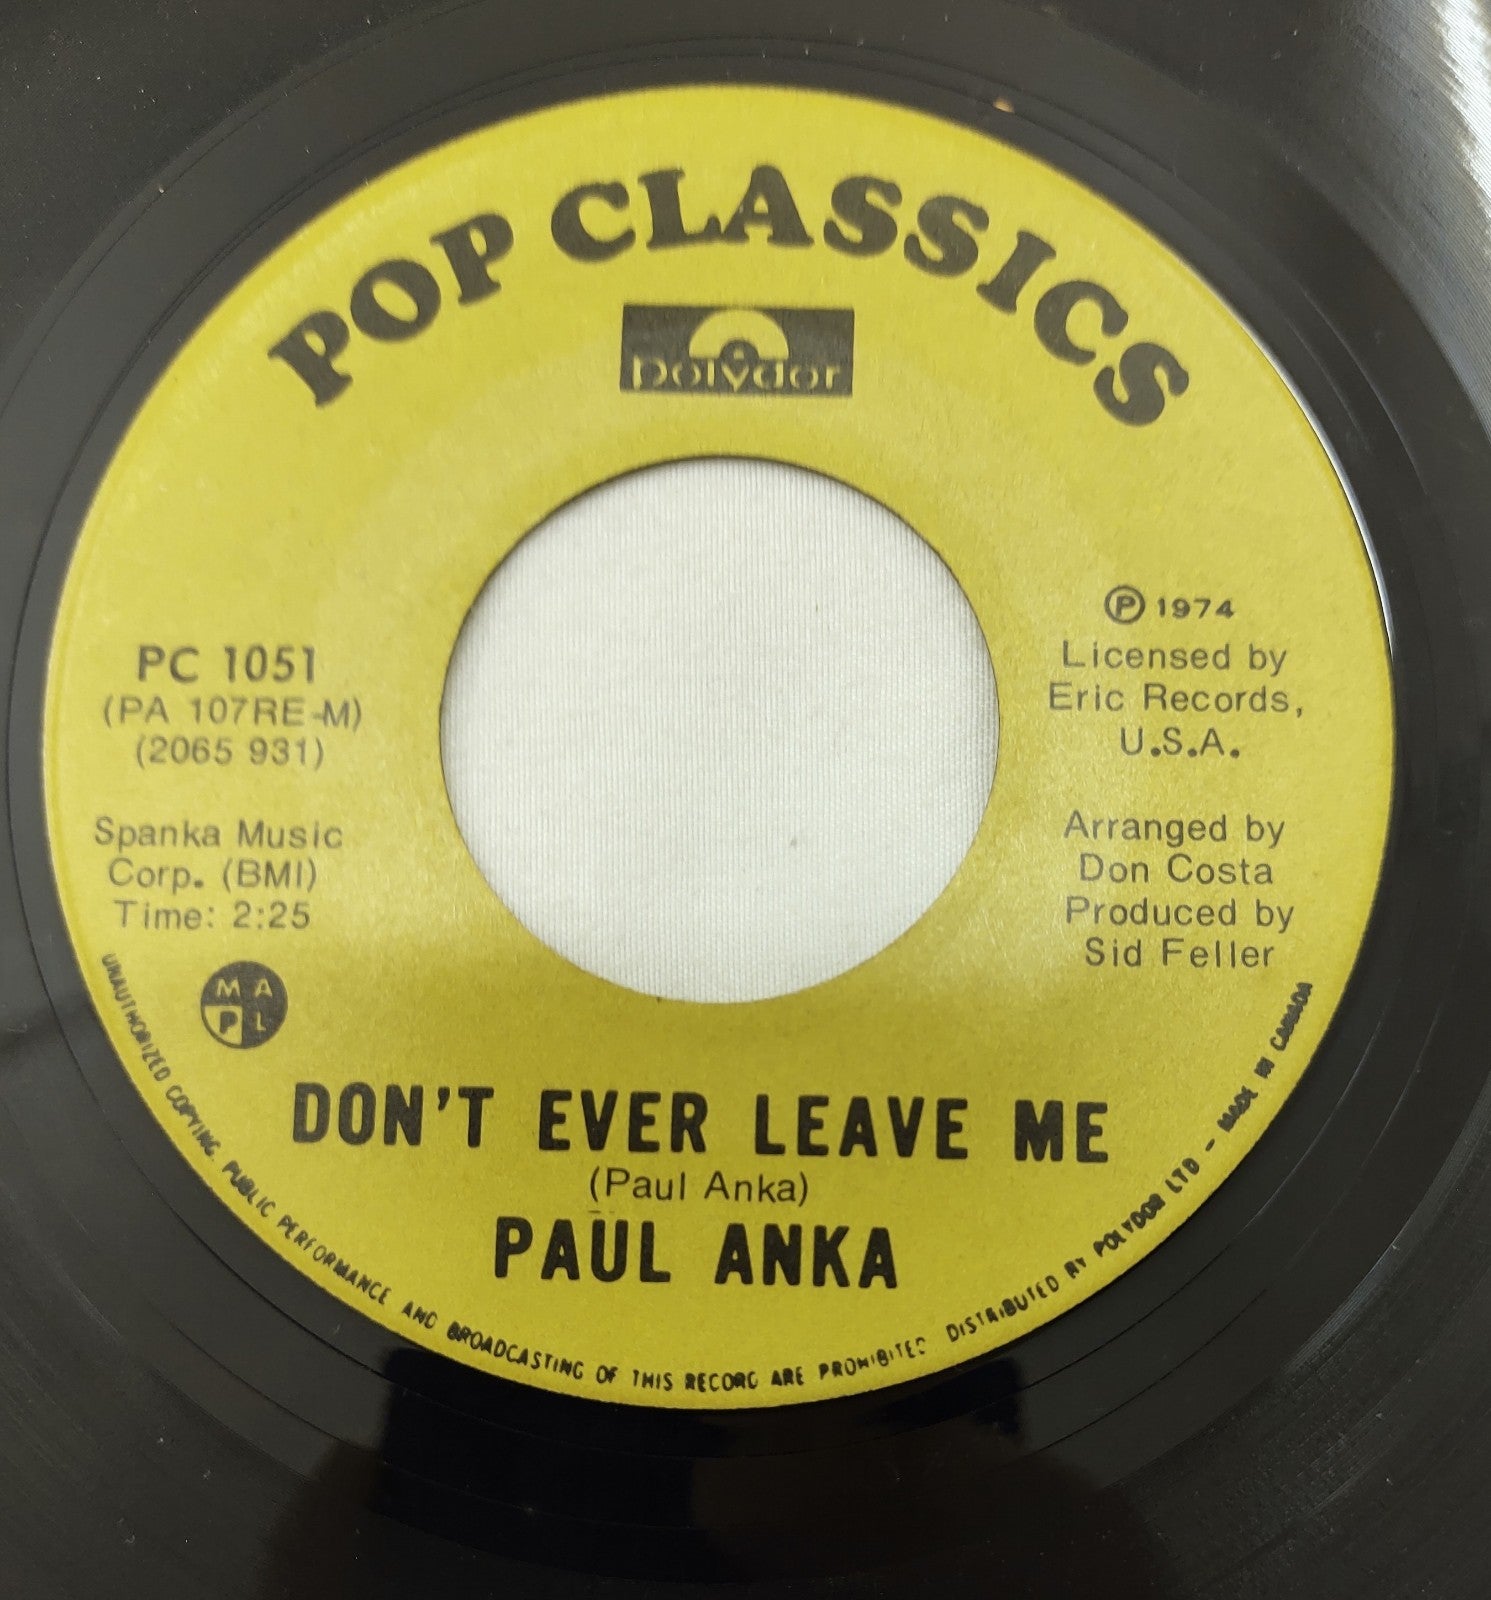 POP CLASSICS
Polydor
PC 1051
(PA 107RE-M)
(2065 931)
Spanka Music
Corp. (BMI)
Time: 2:25
M A
P L
Ⓟ 1974
Licensed by
Eric Records,
U.S.A.
Arranged by
Don Costa
Produced by
Sid Feller
DON'T EVER LEAVE ME
(Paul Anka)
PAUL ANKA
UNAUTHORIZED COPYING, PUBLIC PERFORMANCE AND BROADCASTING OF THIS RECORD ARE PROHIBITED DISTRIBUTED BY POLYDOR LTD - MADE IN CANADA